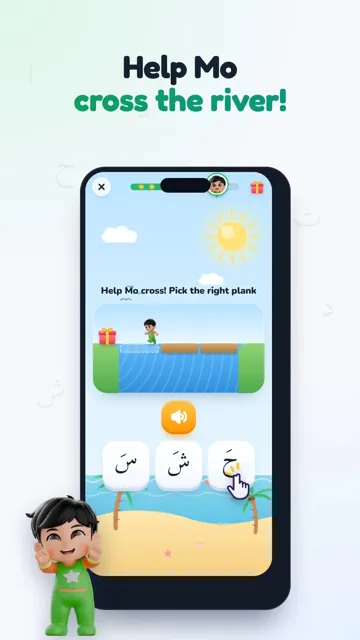 Help Mo
cross the river!
Help Mo cross! Pick the right plank
سَ شَ حَ